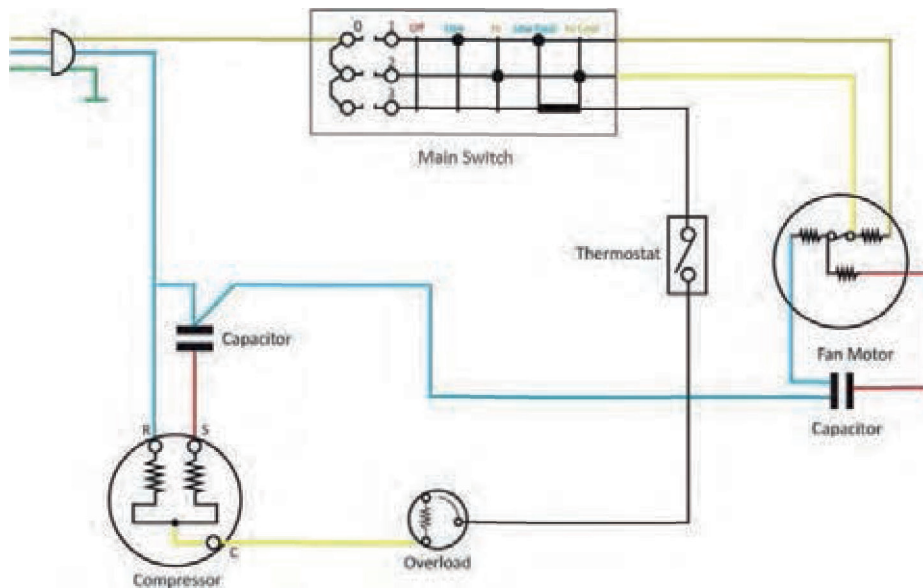 0 1 Off Low Hi Low Cool Hi Cool
2
3
Main Switch
Thermostat
Capacitor
Fan Motor
Capacitor
R S
C
Overload
Compressor